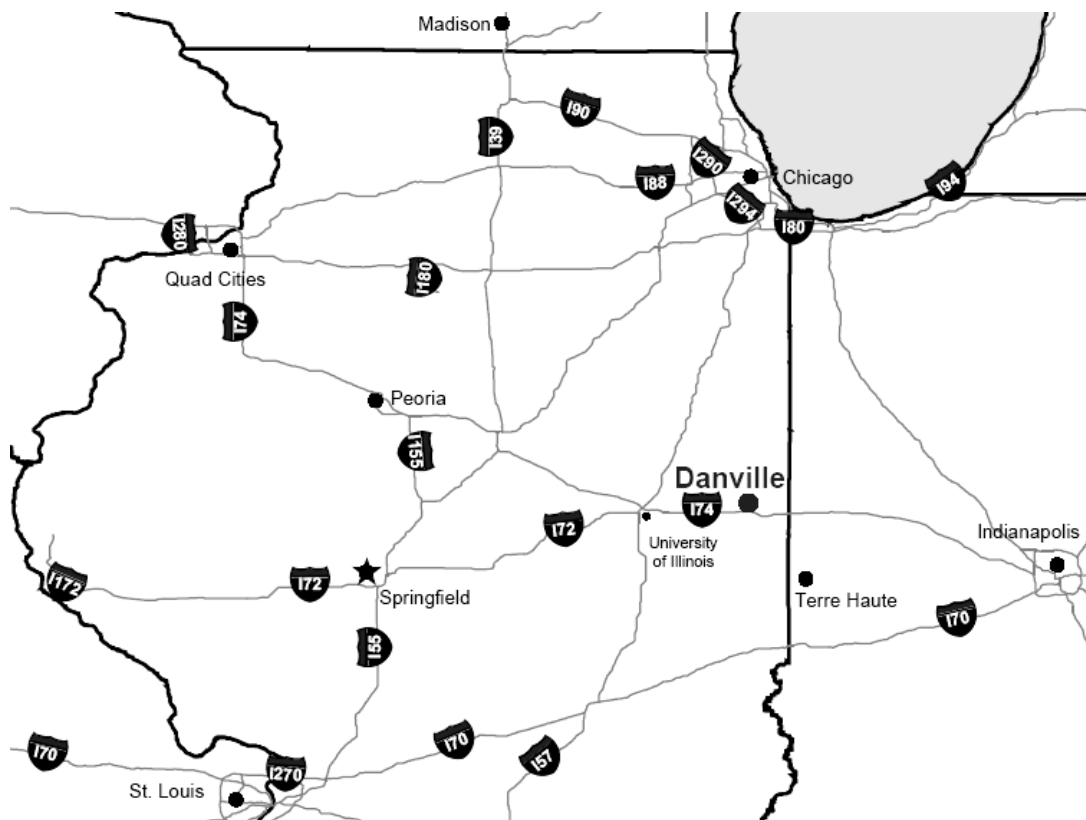 Madison
I90
I39
I290
I88
Chicago
I94
I294
I80
I280
Quad Cities
I180
I74
Peoria
I155
Danville
I74
I72
University
of Illinois
Indianapolis
I172
I72
Springfield
Terre Haute
I70
I55
I70
I70
I57
I270
St. Louis